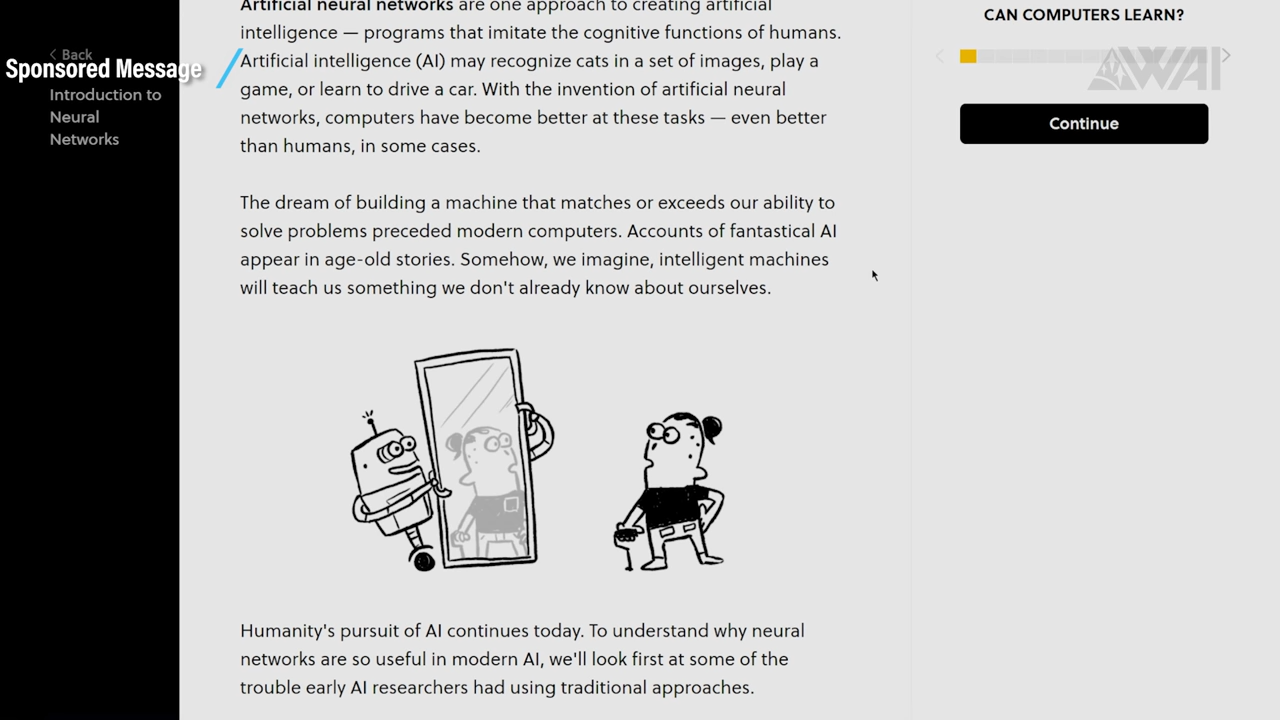 Artificial neural networks are one approach to creating artificial
intelligence — programs that imitate the cognitive functions of humans.
Artificial intelligence (AI) may recognize cats in a set of images, play a
game, or learn to drive a car. With the invention of artificial neural
networks, computers have become better at these tasks — even better
than humans, in some cases.
The dream of building a machine that matches or exceeds our ability to
solve problems preceded modern computers. Accounts of fantastical AI
appear in age-old stories. Somehow, we imagine, intelligent machines
will teach us something we don't already know about ourselves.
Humanity's pursuit of AI continues today. To understand why neural
networks are so useful in modern AI, we'll look first at some of the
trouble early AI researchers had using traditional approaches.
Back
Sponsored Message
Introduction to
Neural
Networks
CAN COMPUTERS LEARN?
WAI
Continue